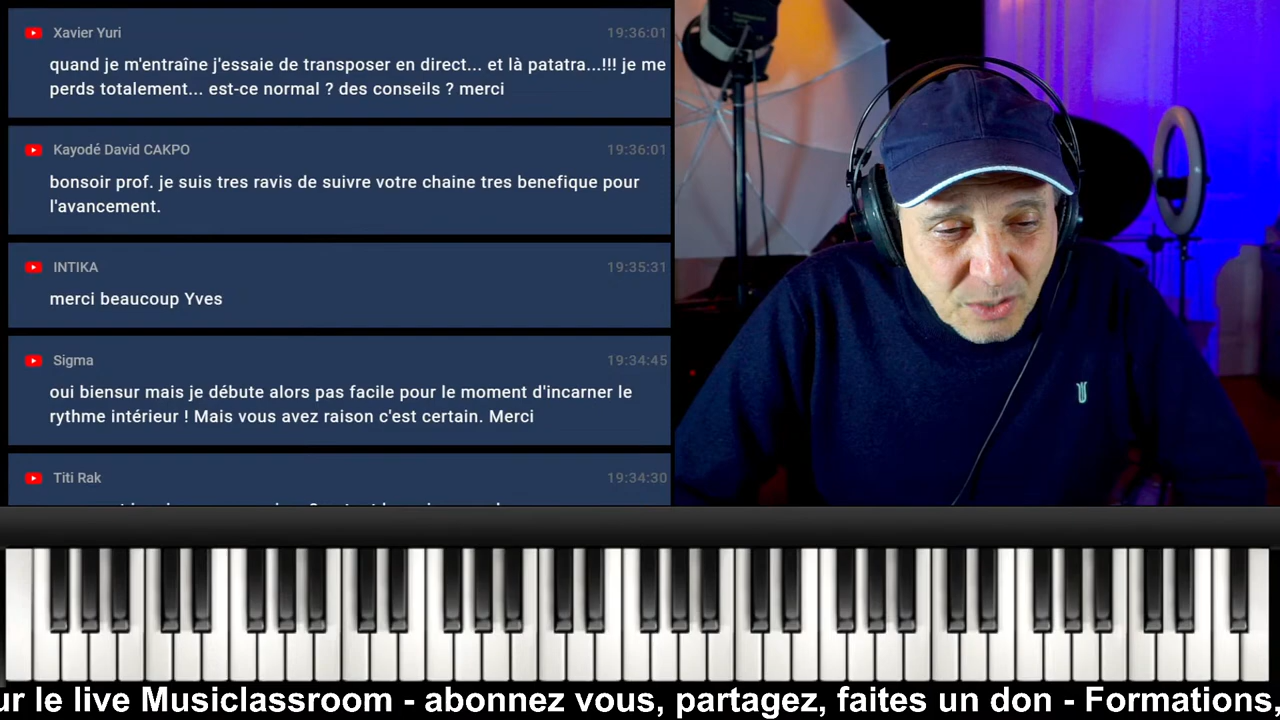 Xavier Yuri 19:36:01
quand je m'entraîne j'essaie de transposer en direct... et là patatra...!!! je me
perds totalement... est-ce normal ? des conseils ? merci
Kayodé David CAKPO 19:36:01
bonsoir prof. je suis tres ravis de suivre votre chaine tres benefique pour
l'avancement.
INTIKA 19:35:31
merci beaucoup Yves
Sigma 19:34:45
oui biensur mais je débute alors pas facile pour le moment d'incarner le
rythme intérieur ! Mais vous avez raison c'est certain. Merci
Titi Rak 19:34:30
ur le live Musiclassroom - abonnez vous, partagez, faites un don - Formations,